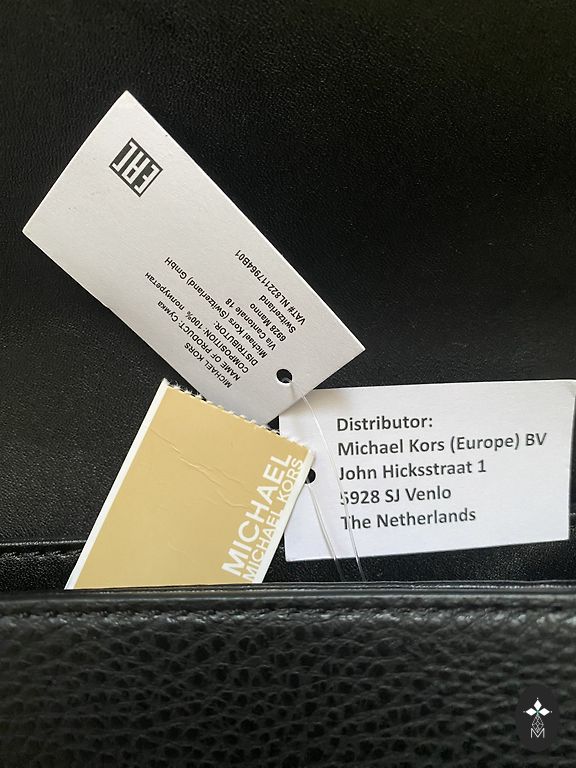 EAC
MICHAEL KORS
NAME OF PRODUCT: Сумка
COMPOSITION: 100% полиуретан
DISTRIBUTOR:
Michael Kors (Switzerland) GmbH
Via Cantonale 18
6928 Manno
Switzerland
VAT# NL822117964B01
MICHAEL
MICHAEL KORS
Distributor:
Michael Kors (Europe) BV
John Hicksstraat 1
5928 SJ Venlo
The Netherlands
M